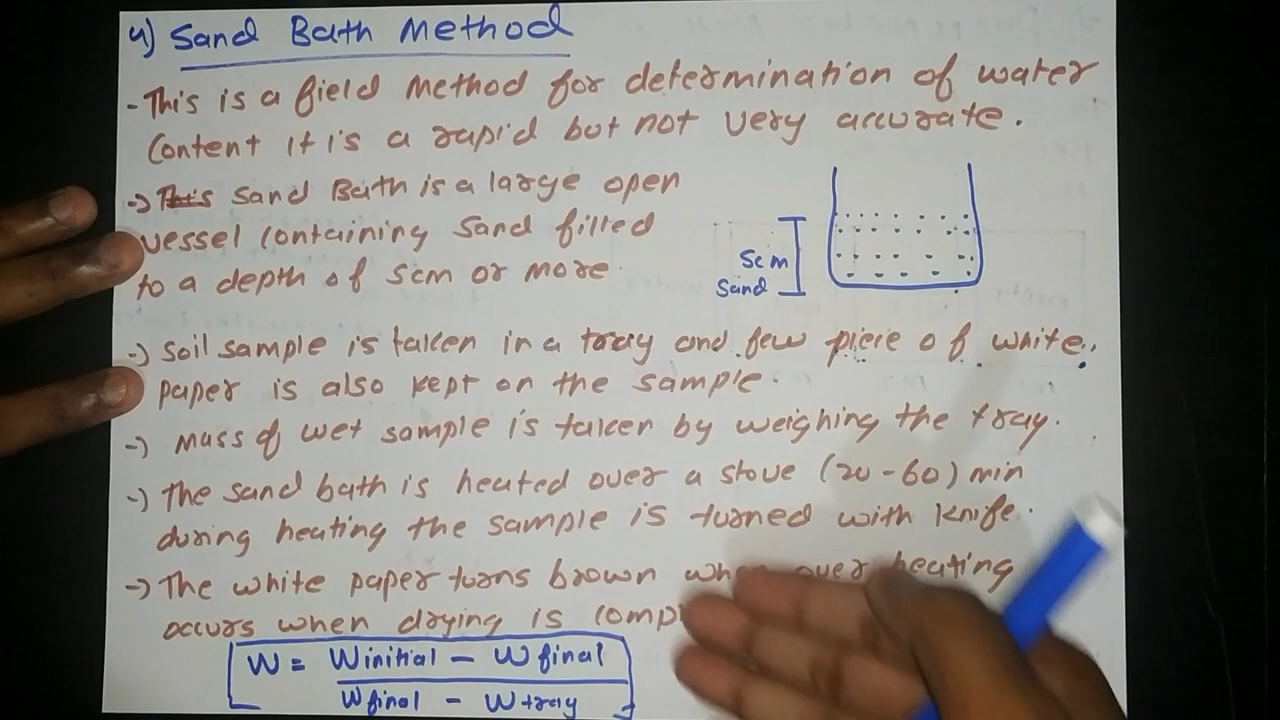 4) Sand Bath Method
- This is a field Method for determination of water
Content it is a rapid but not very accurate.
-> This Sand Bath is a large open
vessel containing sand filled
to a depth of 5cm or more
5cm
Sand
-> Soil sample is taken in a tray and few piece of white
paper is also kept on the sample.
-> Mass of wet sample is taken by weighing the tray.
-> The sand bath is heated over a stove (20-60) min
during heating the sample is turned with knife.
-> The white paper turns brown when over heating
occurs when drying is
W = Winitial - Wfinal
Wfinal - Wtray